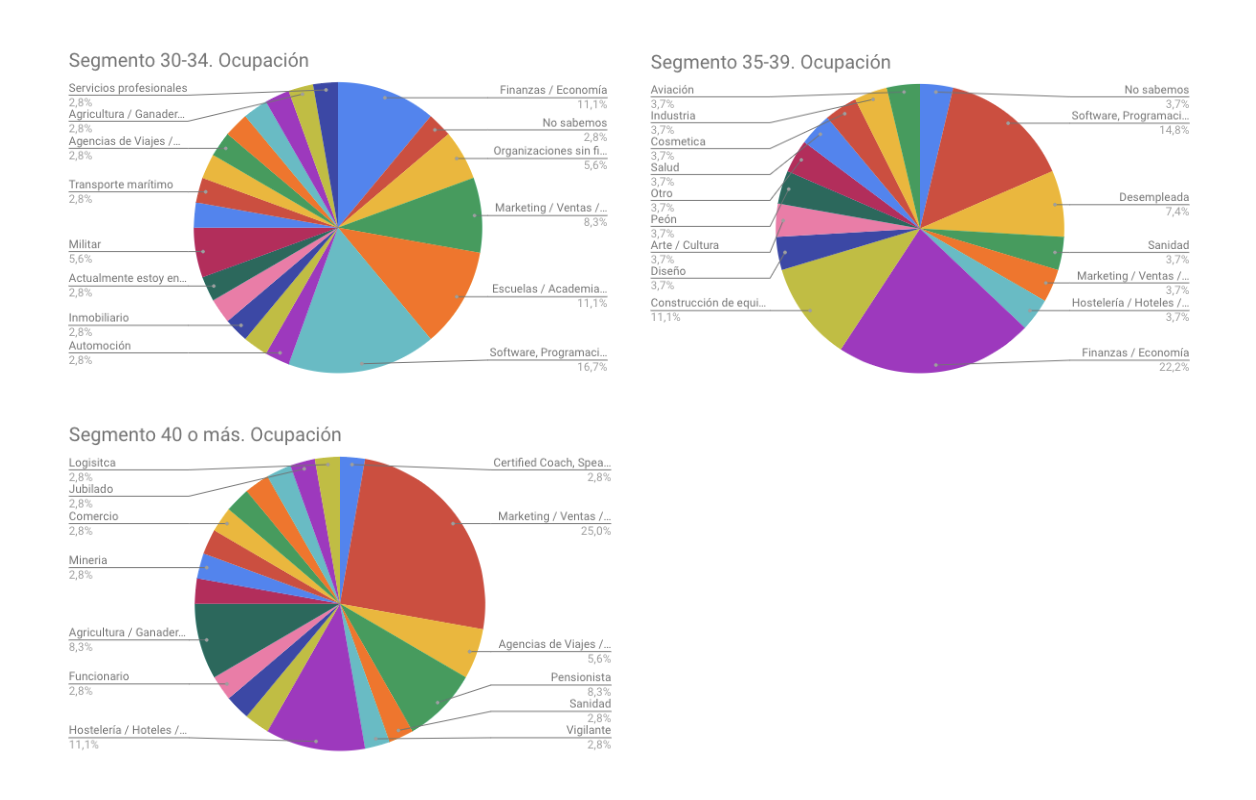 Segmento 30-34. Ocupación
Servicios profesionales
2,8%
Agricultura / Ganader...
2,8%
Agencias de Viajes /...
2,8%
Transporte marítimo
2,8%
Militar
5,6%
Actualmente estoy en...
2,8%
Inmobiliario
2,8%
Automoción
2,8%
Finanzas / Economía
11,1%
No sabemos
2,8%
Organizaciones sin fi...
5,6%
Marketing / Ventas /...
8,3%
Escuelas / Academia...
11,1%
Software, Programaci...
16,7%
Segmento 35-39. Ocupación
Aviación
3,7%
Industria
3,7%
Cosmetica
3,7%
Salud
3,7%
Otro
3,7%
Peón
3,7%
Arte / Cultura
3,7%
Diseño
3,7%
Construcción de equi...
11,1%
No sabemos
3,7%
Software, Programaci...
14,8%
Desempleada
7,4%
Sanidad
3,7%
Marketing / Ventas /...
3,7%
Hostelería / Hoteles /...
3,7%
Finanzas / Economía
22,2%
Segmento 40 o más. Ocupación
Logisitca
2,8%
Jubilado
2,8%
Comercio
2,8%
Mineria
2,8%
Agricultura / Ganader...
8,3%
Funcionario
2,8%
Hostelería / Hoteles /...
11,1%
Certified Coach, Spea...
2,8%
Marketing / Ventas /...
25,0%
Agencias de Viajes /...
5,6%
Pensionista
8,3%
Sanidad
2,8%
Vigilante
2,8%